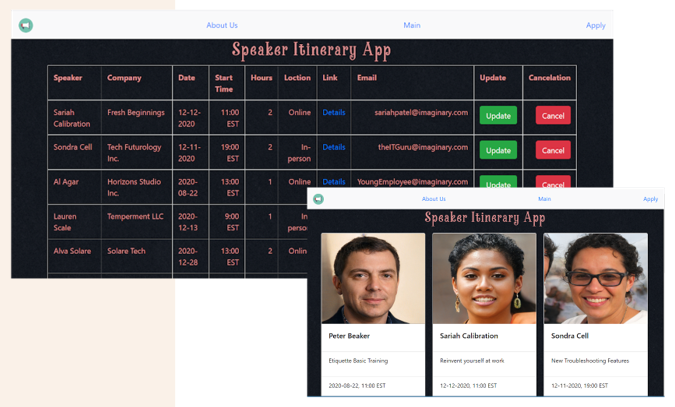 About Us Main Apply
Speaker Itinerary App
Speaker Company Date Start Time Hours Loction Link Email Update Cancelation
Sariah Calibration Fresh Beginnings 12-12-2020 11:00 EST 2 Online Details sariahpatel@imaginary.com Update Cancel
Sondra Cell Tech Futurology Inc. 12-11-2020 19:00 EST 2 In-person Details theITGuru@imaginary.com Update Cancel
Al Agar Horizons Studio Inc. 2020-08-22 13:00 EST 1 Online Details YoungEmployee@imaginary.com Update Cancel
Lauren Scale Temperment LLC 2020-12-13 9:00 EST 1
Alva Solare Solare Tech 2020-12-28 13:00 EST 2
About Us Main Apply
Speaker Itinerary App
Peter Beaker Sariah Calibration Sondra Cell
Etiquette Basic Training Reinvent yourself at work New Troubleshooting Features
2020-08-22, 11:00 EST 12-12-2020, 11:00 EST 12-11-2020, 19:00 EST